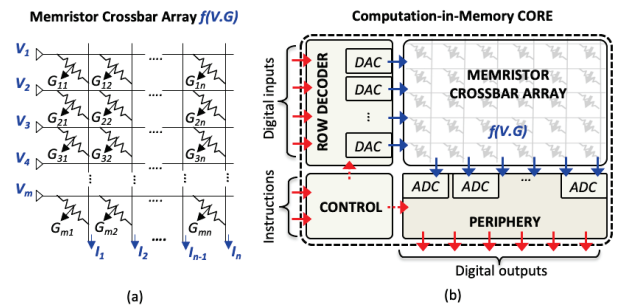 Memristor Crossbar Array f(V.G)
V1
G11 G12 .... G1n
V2
G21 G22 G2n
V3
G31 G32 .... G3n
V4
Vm ....
Gm1 Gm2 Gmn
I1 I2 .... In-1 In
(a)
Computation-in-Memory CORE
Digital inputs
ROW DECODER
DAC
DAC
...
DAC
MEMRISTOR
CROSSBAR ARRAY
f(V.G)
Instructions
CONTROL
ADC ADC ... ADC
PERIPHERY
Digital outputs
(b)